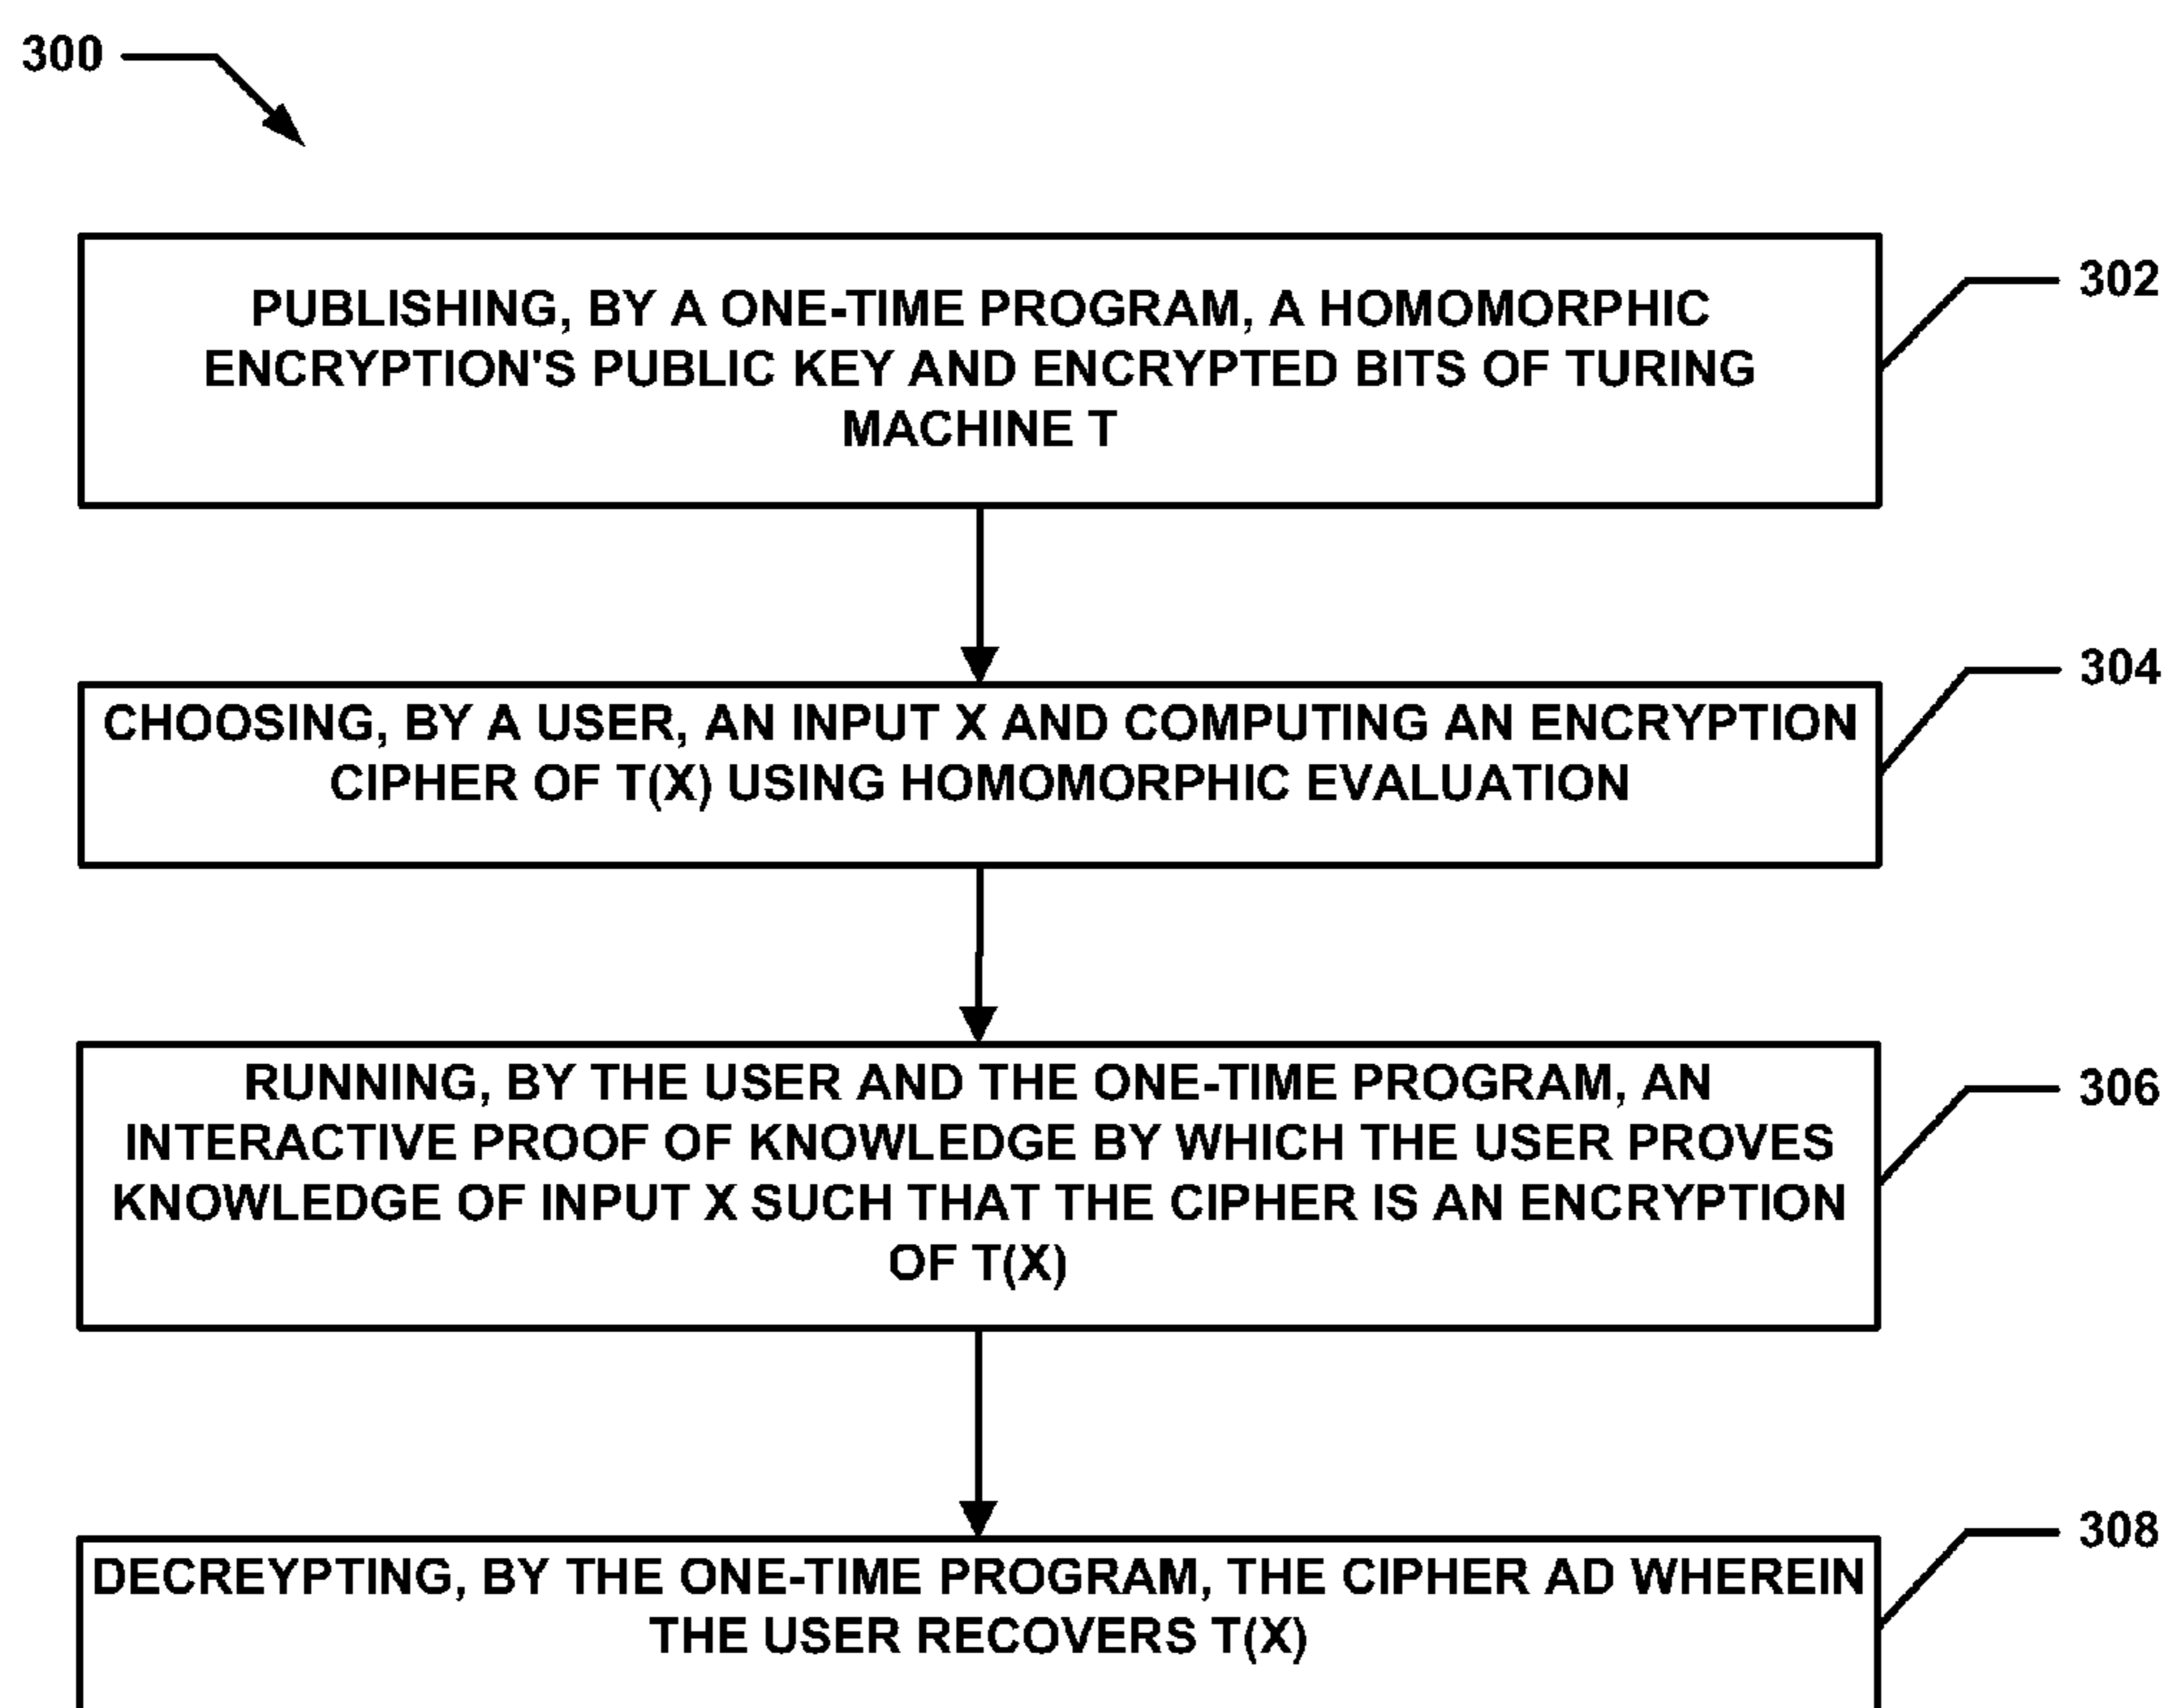 300
302
PUBLISHING, BY A ONE-TIME PROGRAM, A HOMOMORPHIC
ENCRYPTION'S PUBLIC KEY AND ENCRYPTED BITS OF TURING
MACHINE T
304
CHOOSING, BY A USER, AN INPUT X AND COMPUTING AN ENCRYPTION
CIPHER OF T(X) USING HOMOMORPHIC EVALUATION
306
RUNNING, BY THE USER AND THE ONE-TIME PROGRAM, AN
INTERACTIVE PROOF OF KNOWLEDGE BY WHICH THE USER PROVES
KNOWLEDGE OF INPUT X SUCH THAT THE CIPHER IS AN ENCRYPTION
OF T(X)
308
DECREYPTING, BY THE ONE-TIME PROGRAM, THE CIPHER AD WHEREIN
THE USER RECOVERS T(X)